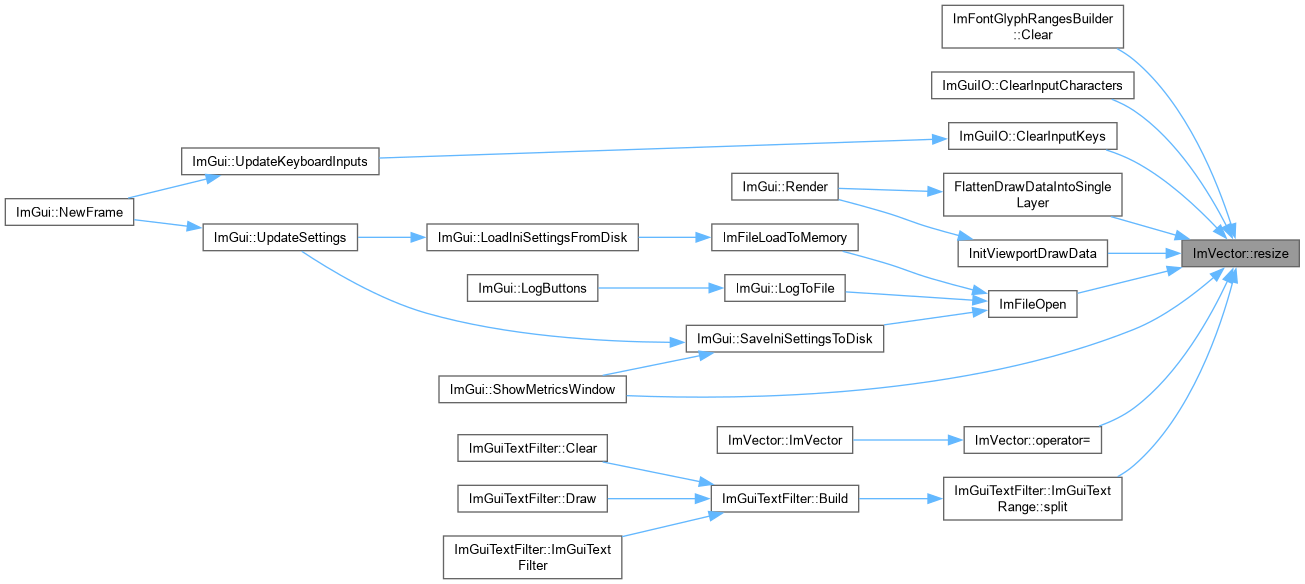 ImFontGlyphRangesBuilder
::Clear
ImGuiIO::ClearInputCharacters
ImGuiIO::ClearInputKeys
ImGui::UpdateKeyboardInputs
ImGui::Render
FlattenDrawDataIntoSingle
Layer
ImGui::NewFrame
ImGui::UpdateSettings
ImGui::LoadIniSettingsFromDisk
ImFileLoadToMemory
InitViewportDrawData
ImVector::resize
ImGui::LogButtons
ImGui::LogToFile
ImFileOpen
ImGui::SaveIniSettingsToDisk
ImGui::ShowMetricsWindow
ImVector::ImVector
ImVector::operator=
ImGuiTextFilter::Clear
ImGuiTextFilter::Draw
ImGuiTextFilter::Build
ImGuiTextFilter::ImGuiText
Range::split
ImGuiTextFilter::ImGuiText
Filter